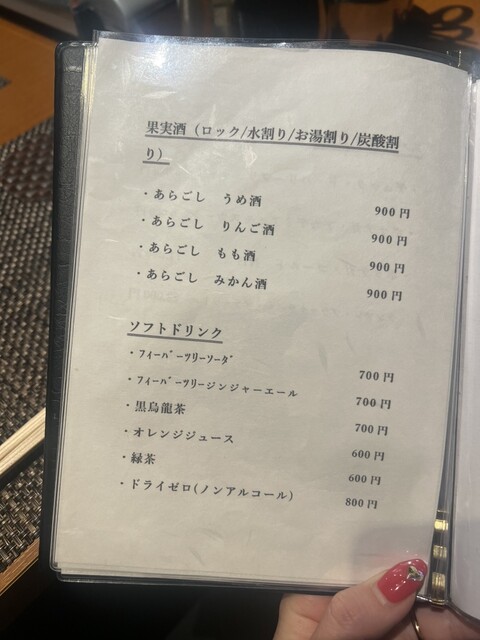 果実酒（ロック/水割り/お湯割り/炭酸割
り）
・あらごし　うめ酒　900円
・あらごし　りんご酒　900円
・あらごし　もも酒　900円
・あらごし　みかん酒　900円
ソフトドリンク
・ﾌｨｰﾊﾞｰﾂﾘｰソーダ　700円
・ﾌｨｰﾊﾞｰﾂﾘｰジンジャーエール　700円
・黒烏龍茶　700円
・オレンジジュース　600円
・緑茶　600円
・ドライゼロ(ノンアルコール)　800円